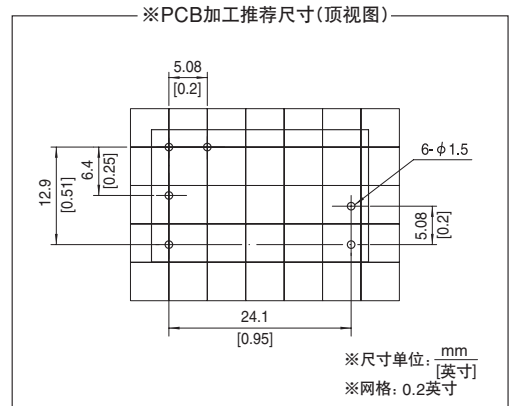 ※PCB加工推荐尺寸(顶视图)
5.08
[0.2]
6-φ1.5
12.9
[0.51]
6.4
[0.25]
5.08
[0.2]
24.1
[0.95]
※尺寸单位: mm
[英寸]
※网格: 0.2英寸